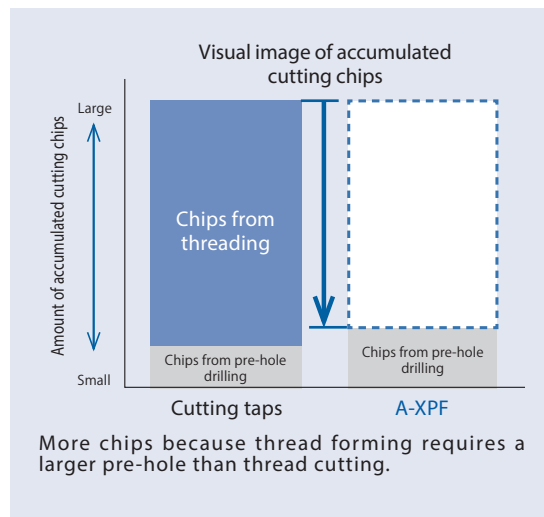 Visual image of accumulated
cutting chips
Amount of accumulated cutting chips
Large
Small
Chips from
threading
Chips from pre-hole
drilling
Chips from pre-hole
drilling
Cutting taps
A-XPF
More chips because thread forming requires a
larger pre-hole than thread cutting.